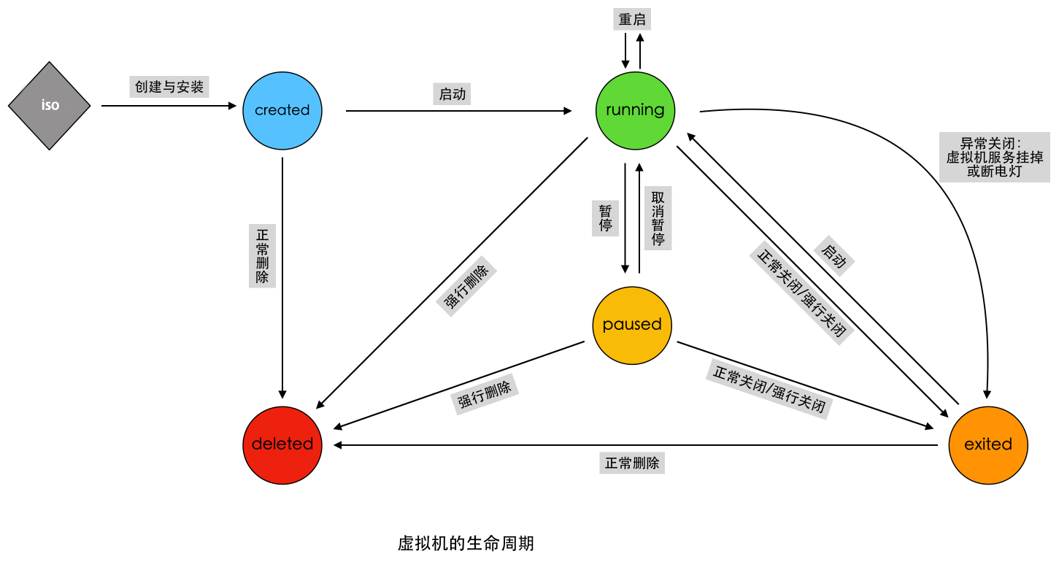 重启
iso
创建与安装
created
启动
running
异常关闭：
虚拟机服务挂掉
或断电灯
正常删除
强行删除
暂停
取消暂停
启动
正常关闭/强行关闭
paused
强行删除
正常关闭/强行关闭
deleted
exited
正常删除
虚拟机的生命周期